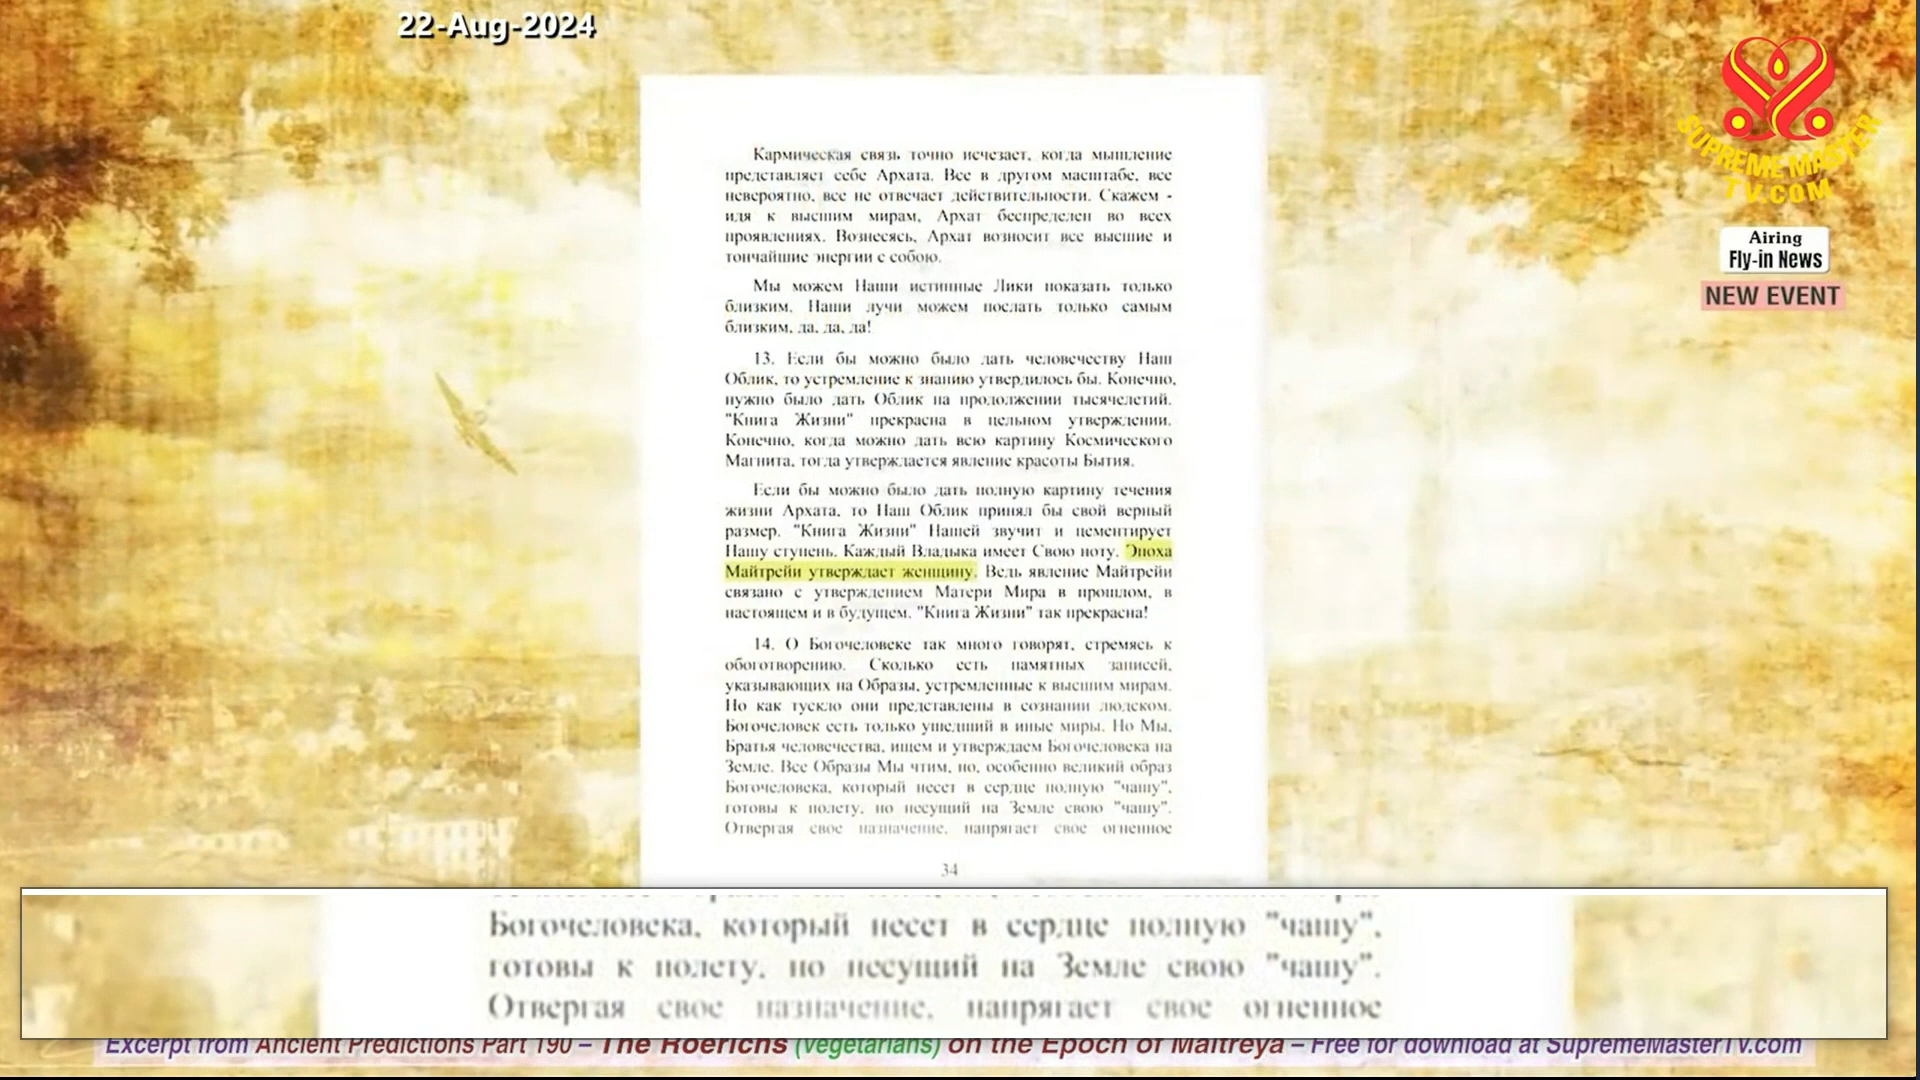 22-Aug-2024
SUPREME MASTER
TV.COM
Airing
Fly-in News
NEW EVENT
Кармическая связь точно исчезает, когда мышление
представляет себе Архата. Все в другом масштабе, все
невероятно, все не отвечает действительности. Скажем -
идя к высшим мирам, Архат беспределен во всех
проявлениях. Вознесясь, Архат возносит все высшие и
тончайшие энергии с собою.
Мы можем Наши истинные Лики показать только
близким. Наши лучи можем послать только самым
близким, да, да, да!
13. Если бы можно было дать человечеству Наш
Облик, то устремление к знанию утвердилось бы. Конечно,
нужно было дать Облик на продолжении тысячелетий.
"Книга Жизни" прекрасна в цельном утверждении.
Конечно, когда можно дать всю картину Космического
Магнита, тогда утверждается явление красоты Бытия.
Если бы можно было дать полную картину течения
жизни Архата, то Наш Облик принял бы свой верный
размер. "Книга Жизни" Нашей звучит и цементирует
Нашу ступень. Каждый Владыка имеет Свою ноту. Эпоха
Майтрейи утверждает женщину. Ведь явление Майтрейи
связано с утверждением Матери Мира в прошлом, в
настоящем и в будущем. "Книга Жизни" так прекрасна!
14. О Богочеловеке так много говорят, стремясь к
обоготворению. Сколько есть памятных записей,
указывающих на Образы, устремленные к высшим мирам.
Но как тускло они представлены в сознании людском.
Богочеловек есть только ушедший в иные миры. Но Мы,
Братья человечества, ищем и утверждаем Богочеловека на
Земле. Все Образы Мы чтим, но, особенно великий образ
Богочеловека, который несет в сердце полную "чашу",
готовы к полету, но несущий на Земле свою "чашу".
Отвергая свое назначение, напрягает свое огненное
34
Богочеловека, который несет в сердце полную "чашу",
готовы к полету, но несущий на Земле свою "чашу".
Отвергая свое назначение, напрягает свое огненное
Excerpt from Ancient Predictions Part 190 – The Roerichs (Vegetarians) on the Epoch of Maitreya – Free for download at SupremeMasterTV.com